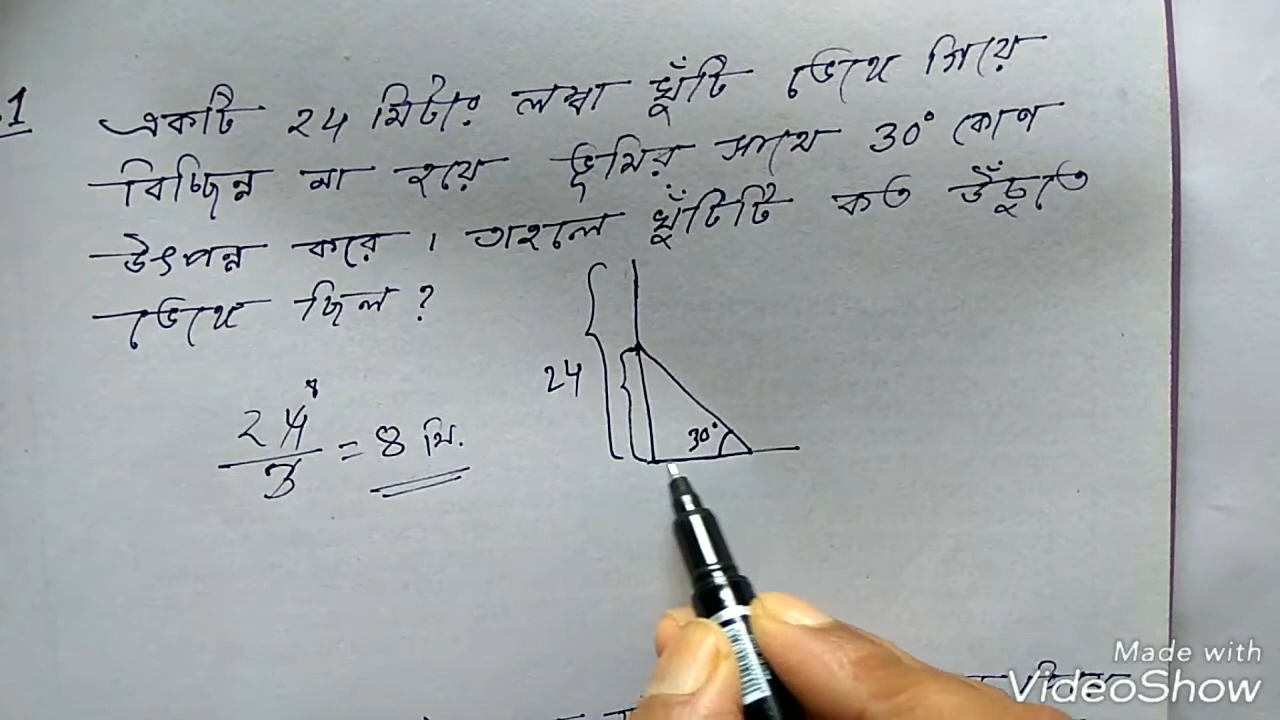 .1
একটি 24 মিটার লম্বা খুঁটি ভেঙে গিয়ে
বিচ্ছিন্ন না হয়ে ভূমির সাথে 30° কোণ
উৎপন্ন করে। তাহলে খুঁটিটি কত উঁচুতে
ভেঙে ছিল?
24
30°
24 8
3
= 8 মি.
Made with
VideoShow